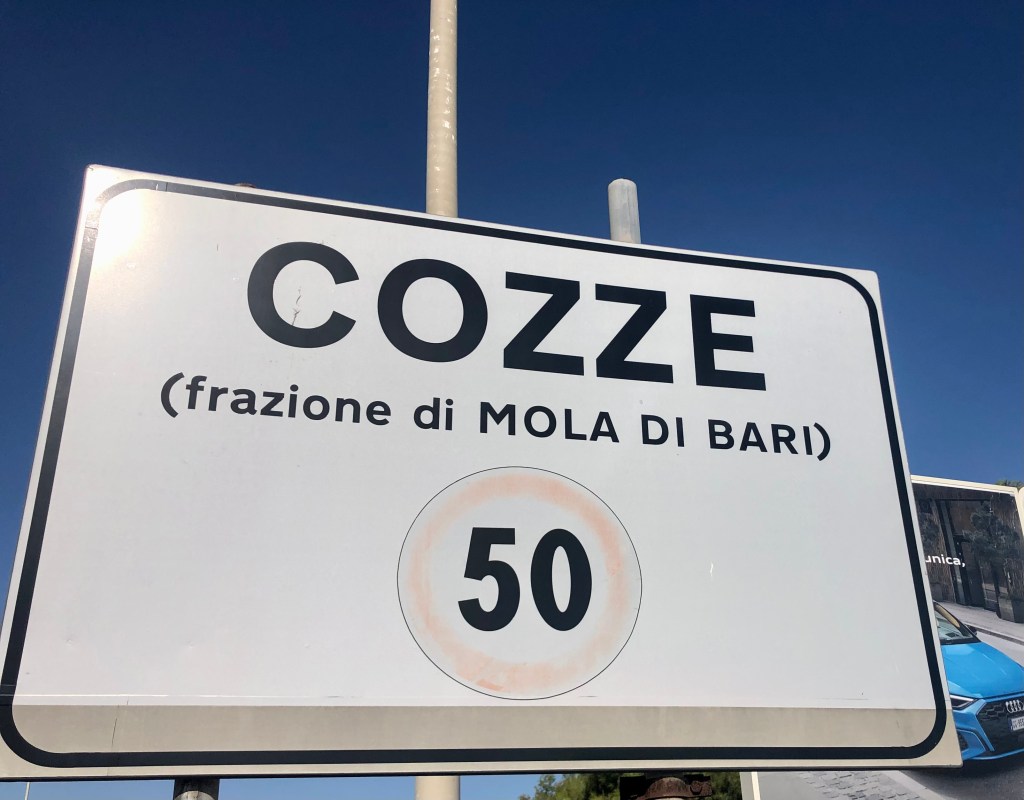 COZZE
(frazione di MOLA DI BARI)
50
unica,